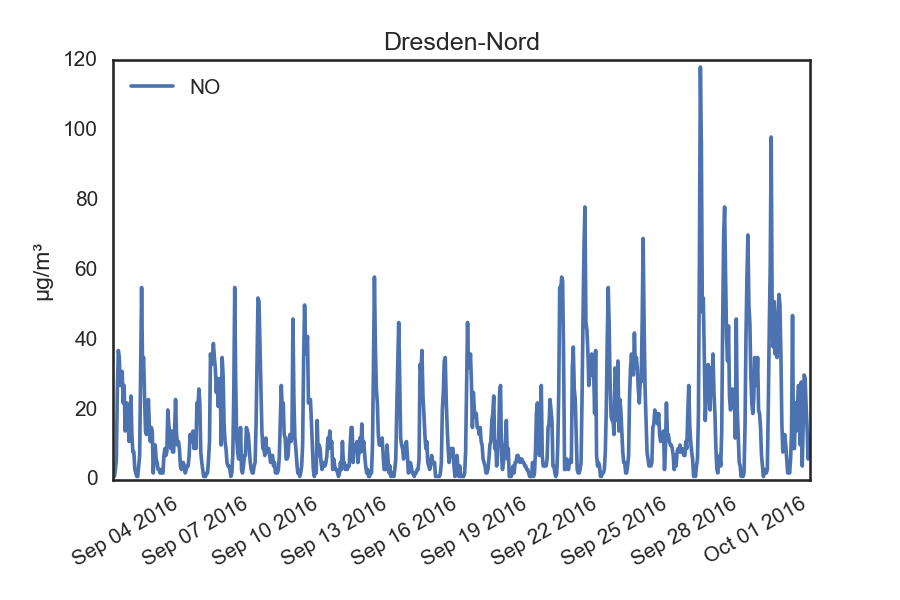 Dresden-Nord
NO
µg/m³
120
100
80
60
40
20
0
Sep 04 2016
Sep 07 2016
Sep 10 2016
Sep 13 2016
Sep 16 2016
Sep 19 2016
Sep 22 2016
Sep 25 2016
Sep 28 2016
Oct 01 2016